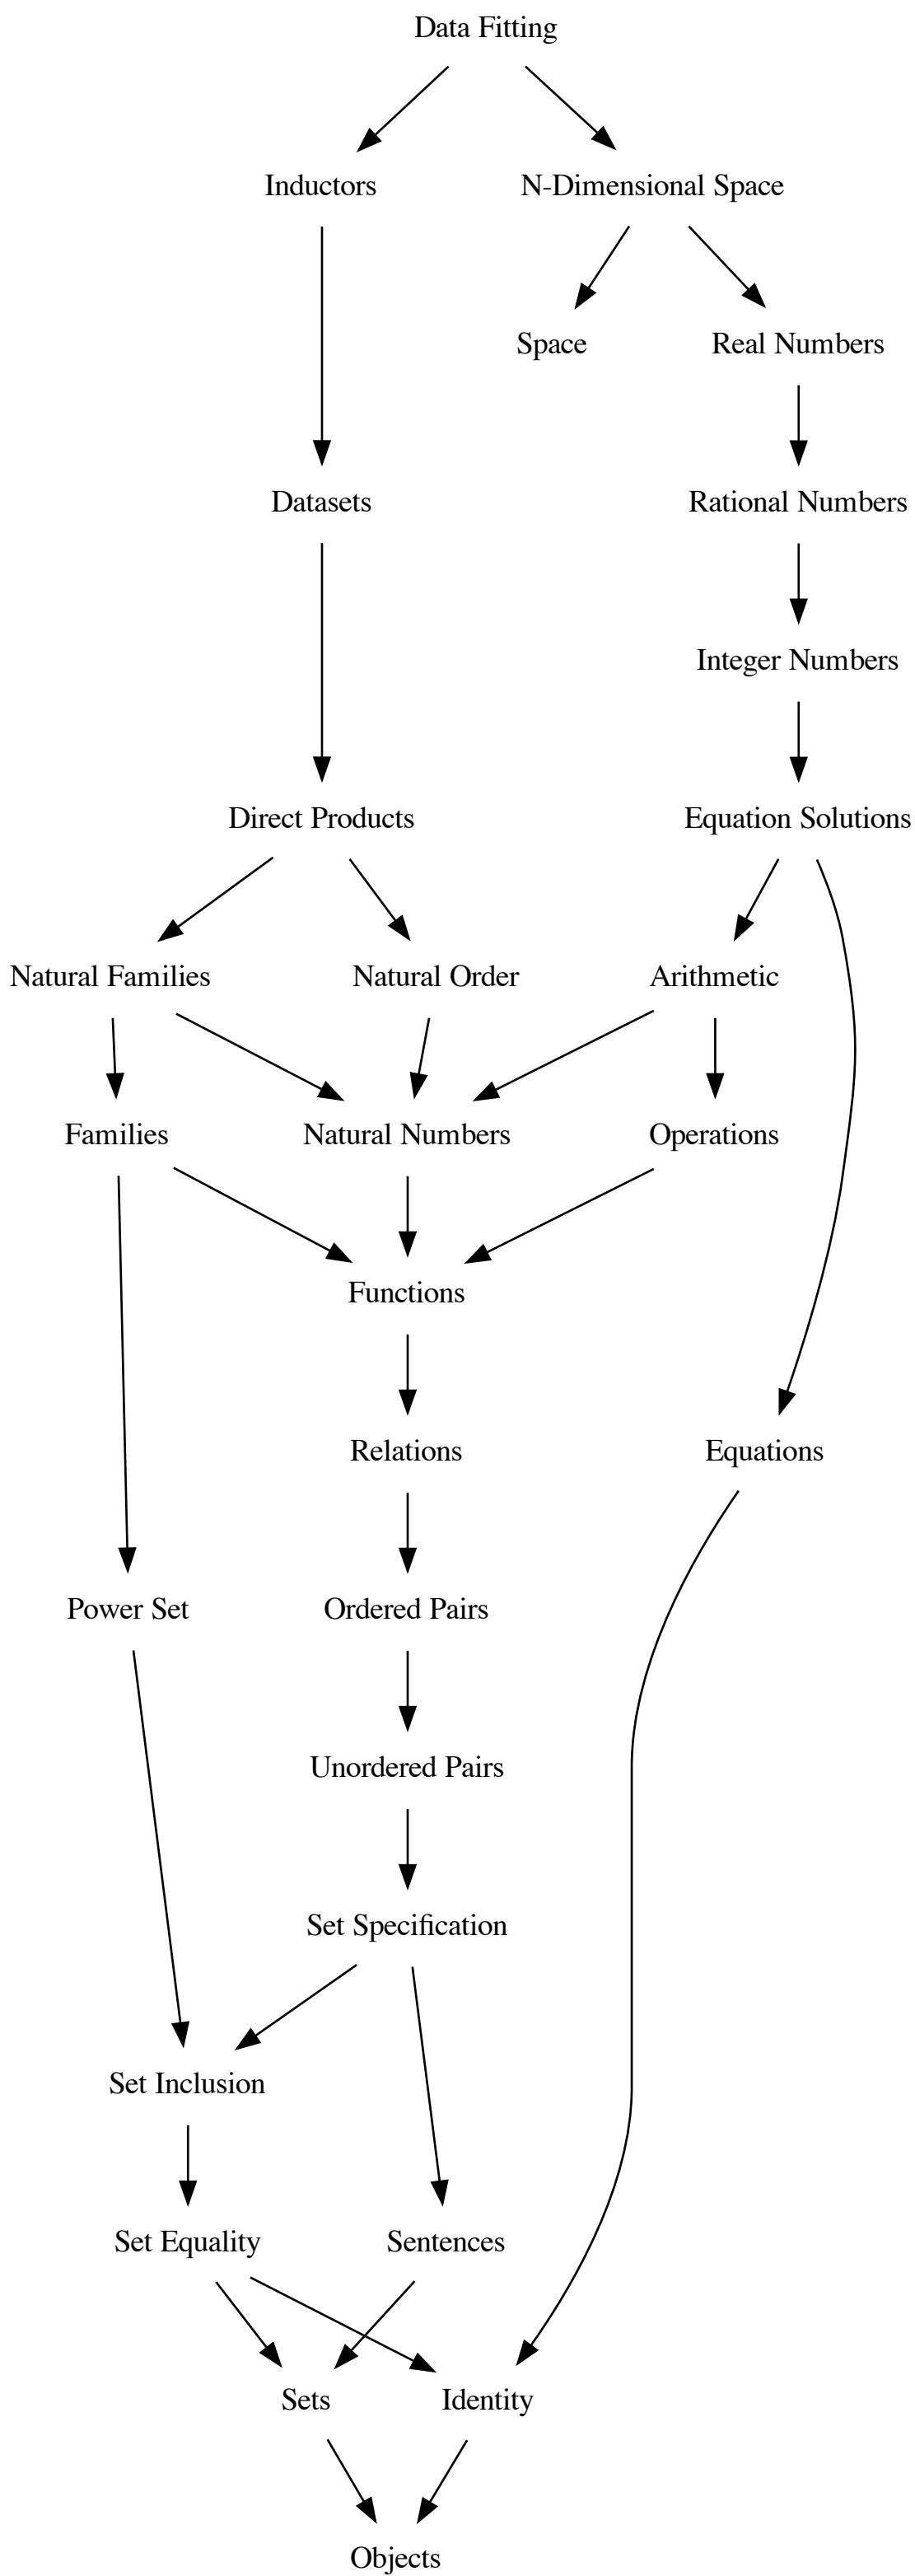 Data Fitting
Inductors
N-Dimensional Space
Space
Real Numbers
Datasets
Rational Numbers
Integer Numbers
Direct Products
Equation Solutions
Natural Families
Natural Order
Arithmetic
Families
Natural Numbers
Operations
Functions
Relations
Equations
Power Set
Ordered Pairs
Unordered Pairs
Set Specification
Set Inclusion
Set Equality
Sentences
Sets
Identity
Objects